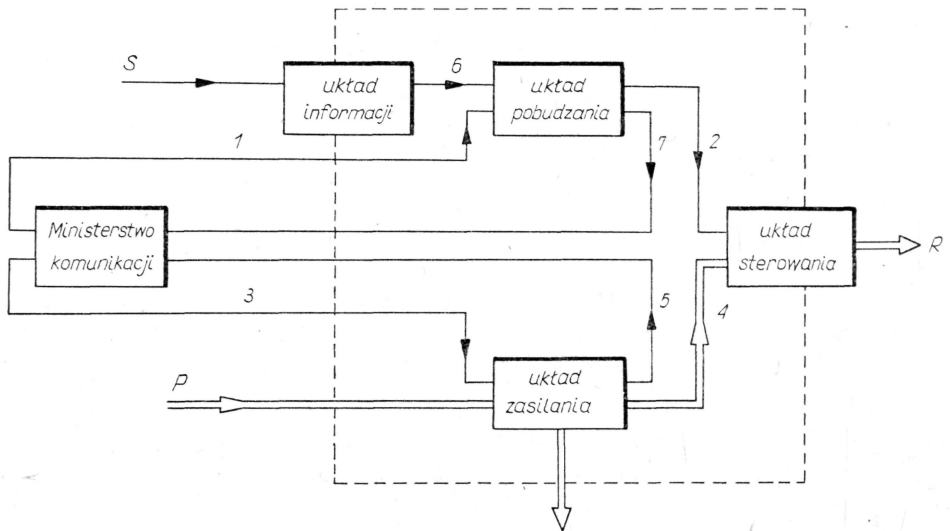 S
układ
informacji
6
układ
pobudzania
1
7
2
Ministerstwo
komunikacji
układ
sterowania
R
3
5
4
P
układ
zasilania